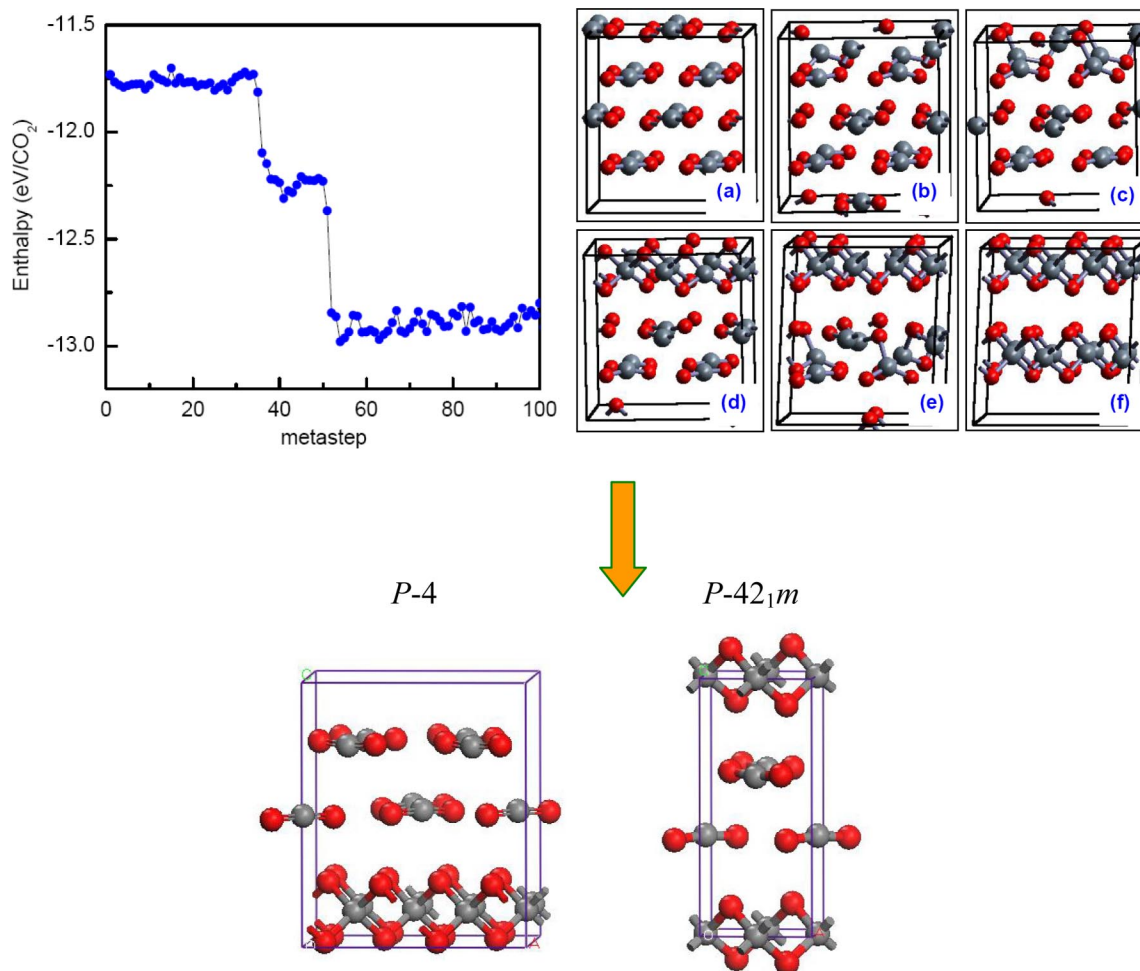 -11.5
-12.0
-12.5
-13.0
Enthalpy (eV/CO₂)
0 20 40 60 80 100
metastep
(a) (b) (c)
(d) (e) (f)
P-4 P-42₁m
A